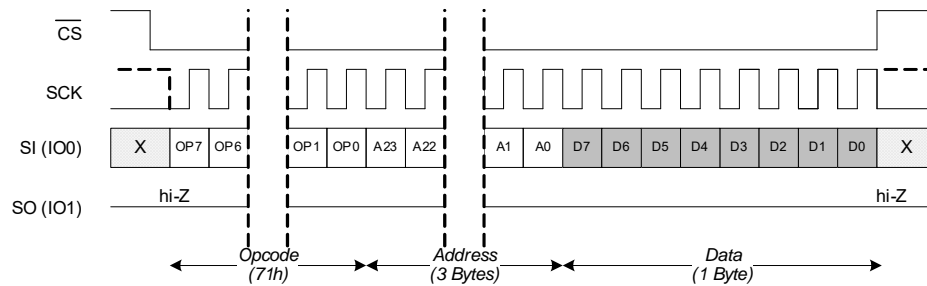 CS
SCK
SI (IO0) X OP7 OP6 OP1 OP0 A23 A22 A1 A0 D7 D6 D5 D4 D3 D2 D1 D0 X
hi-Z hi-Z
SO (IO1)
Opcode Address Data
(71h) (3 Bytes) (1 Byte)